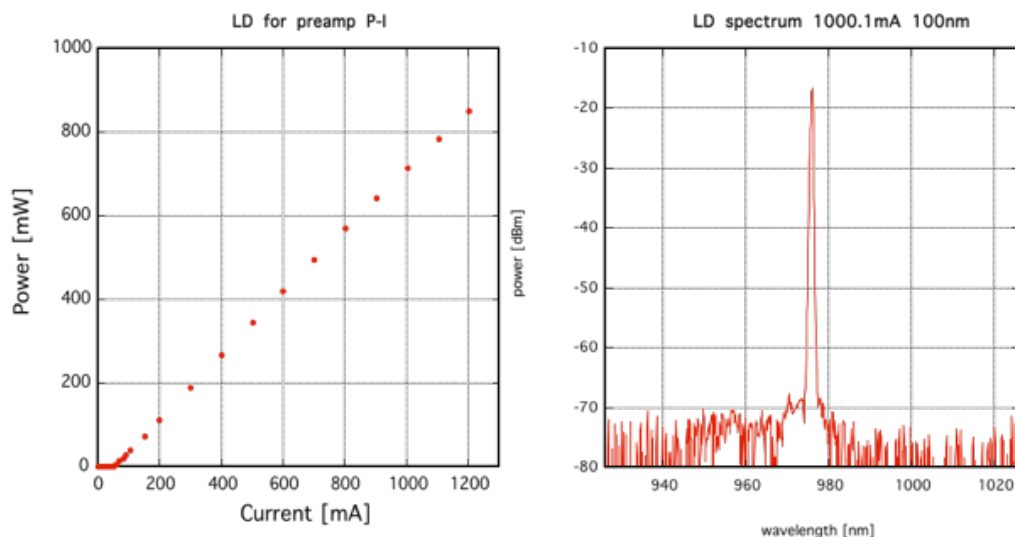 LD for preamp P-I
1000
800
600
400
200
0
Power [mW]
0 200 400 600 800 1000 1200
Current [mA]
LD spectrum 1000.1mA 100nm
-10
-20
-30
-40
-50
-60
-70
-80
power [dBm]
940 960 980 1000 1020
wavelength [nm]